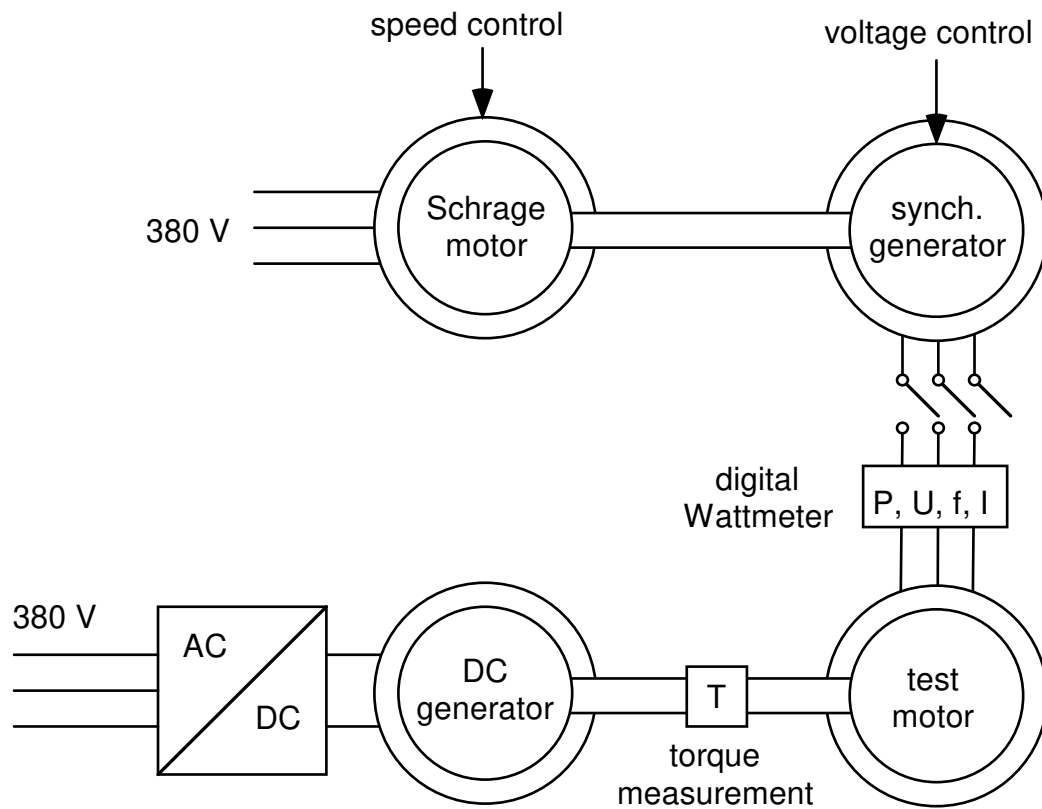 speed control
voltage control
380 V
Schrage
motor
synch.
generator
digital
Wattmeter
P, U, f, I
380 V
AC
DC
DC
generator
T
test
motor
torque
measurement